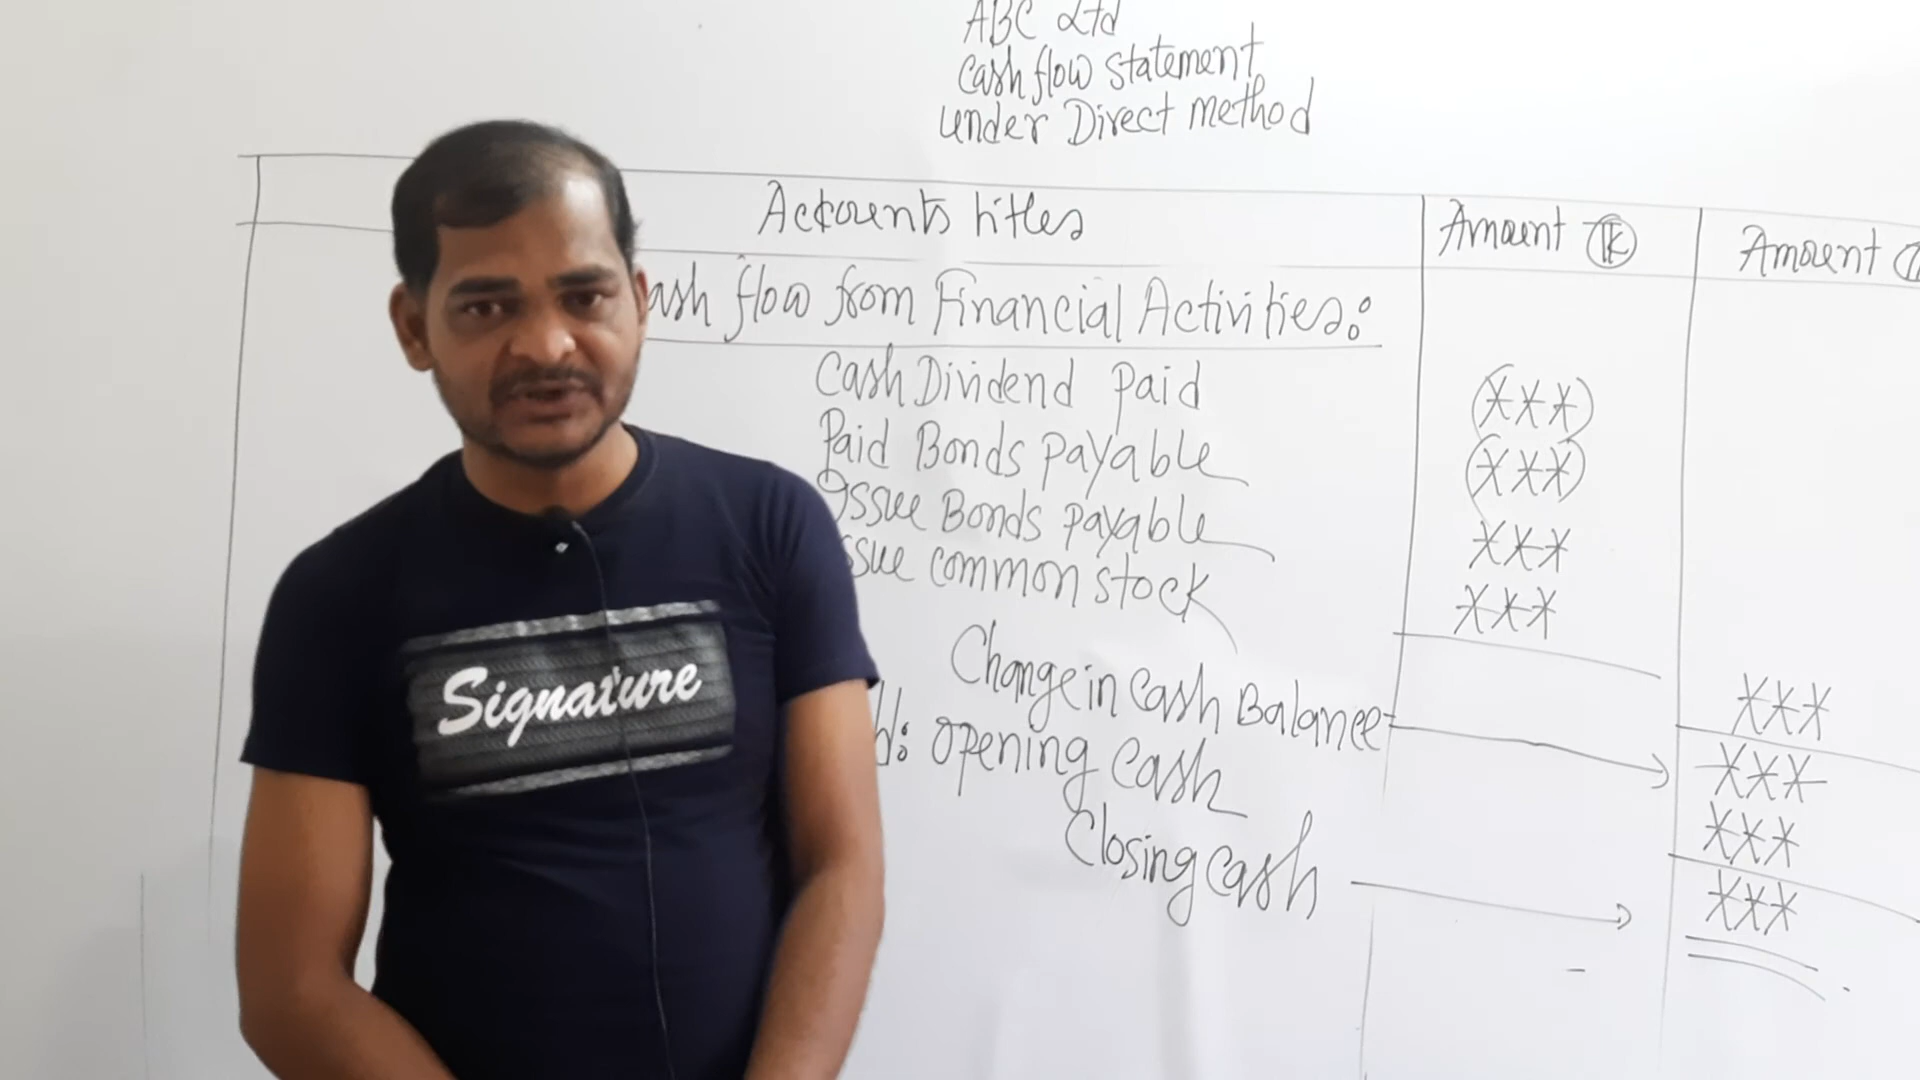 ABC Ltd
Cash flow statement
under Direct method
Accounts titles Amount Tk Amount
ash flow from Financial Activities:
Cash Dividend paid (XXX)
Paid Bonds payable (XXX)
Issue Bonds payable XXX
ssue common stock XXX
XXX
Change in cash Balance XXX
d: opening cash XXX
Closing cash XXX
Signature